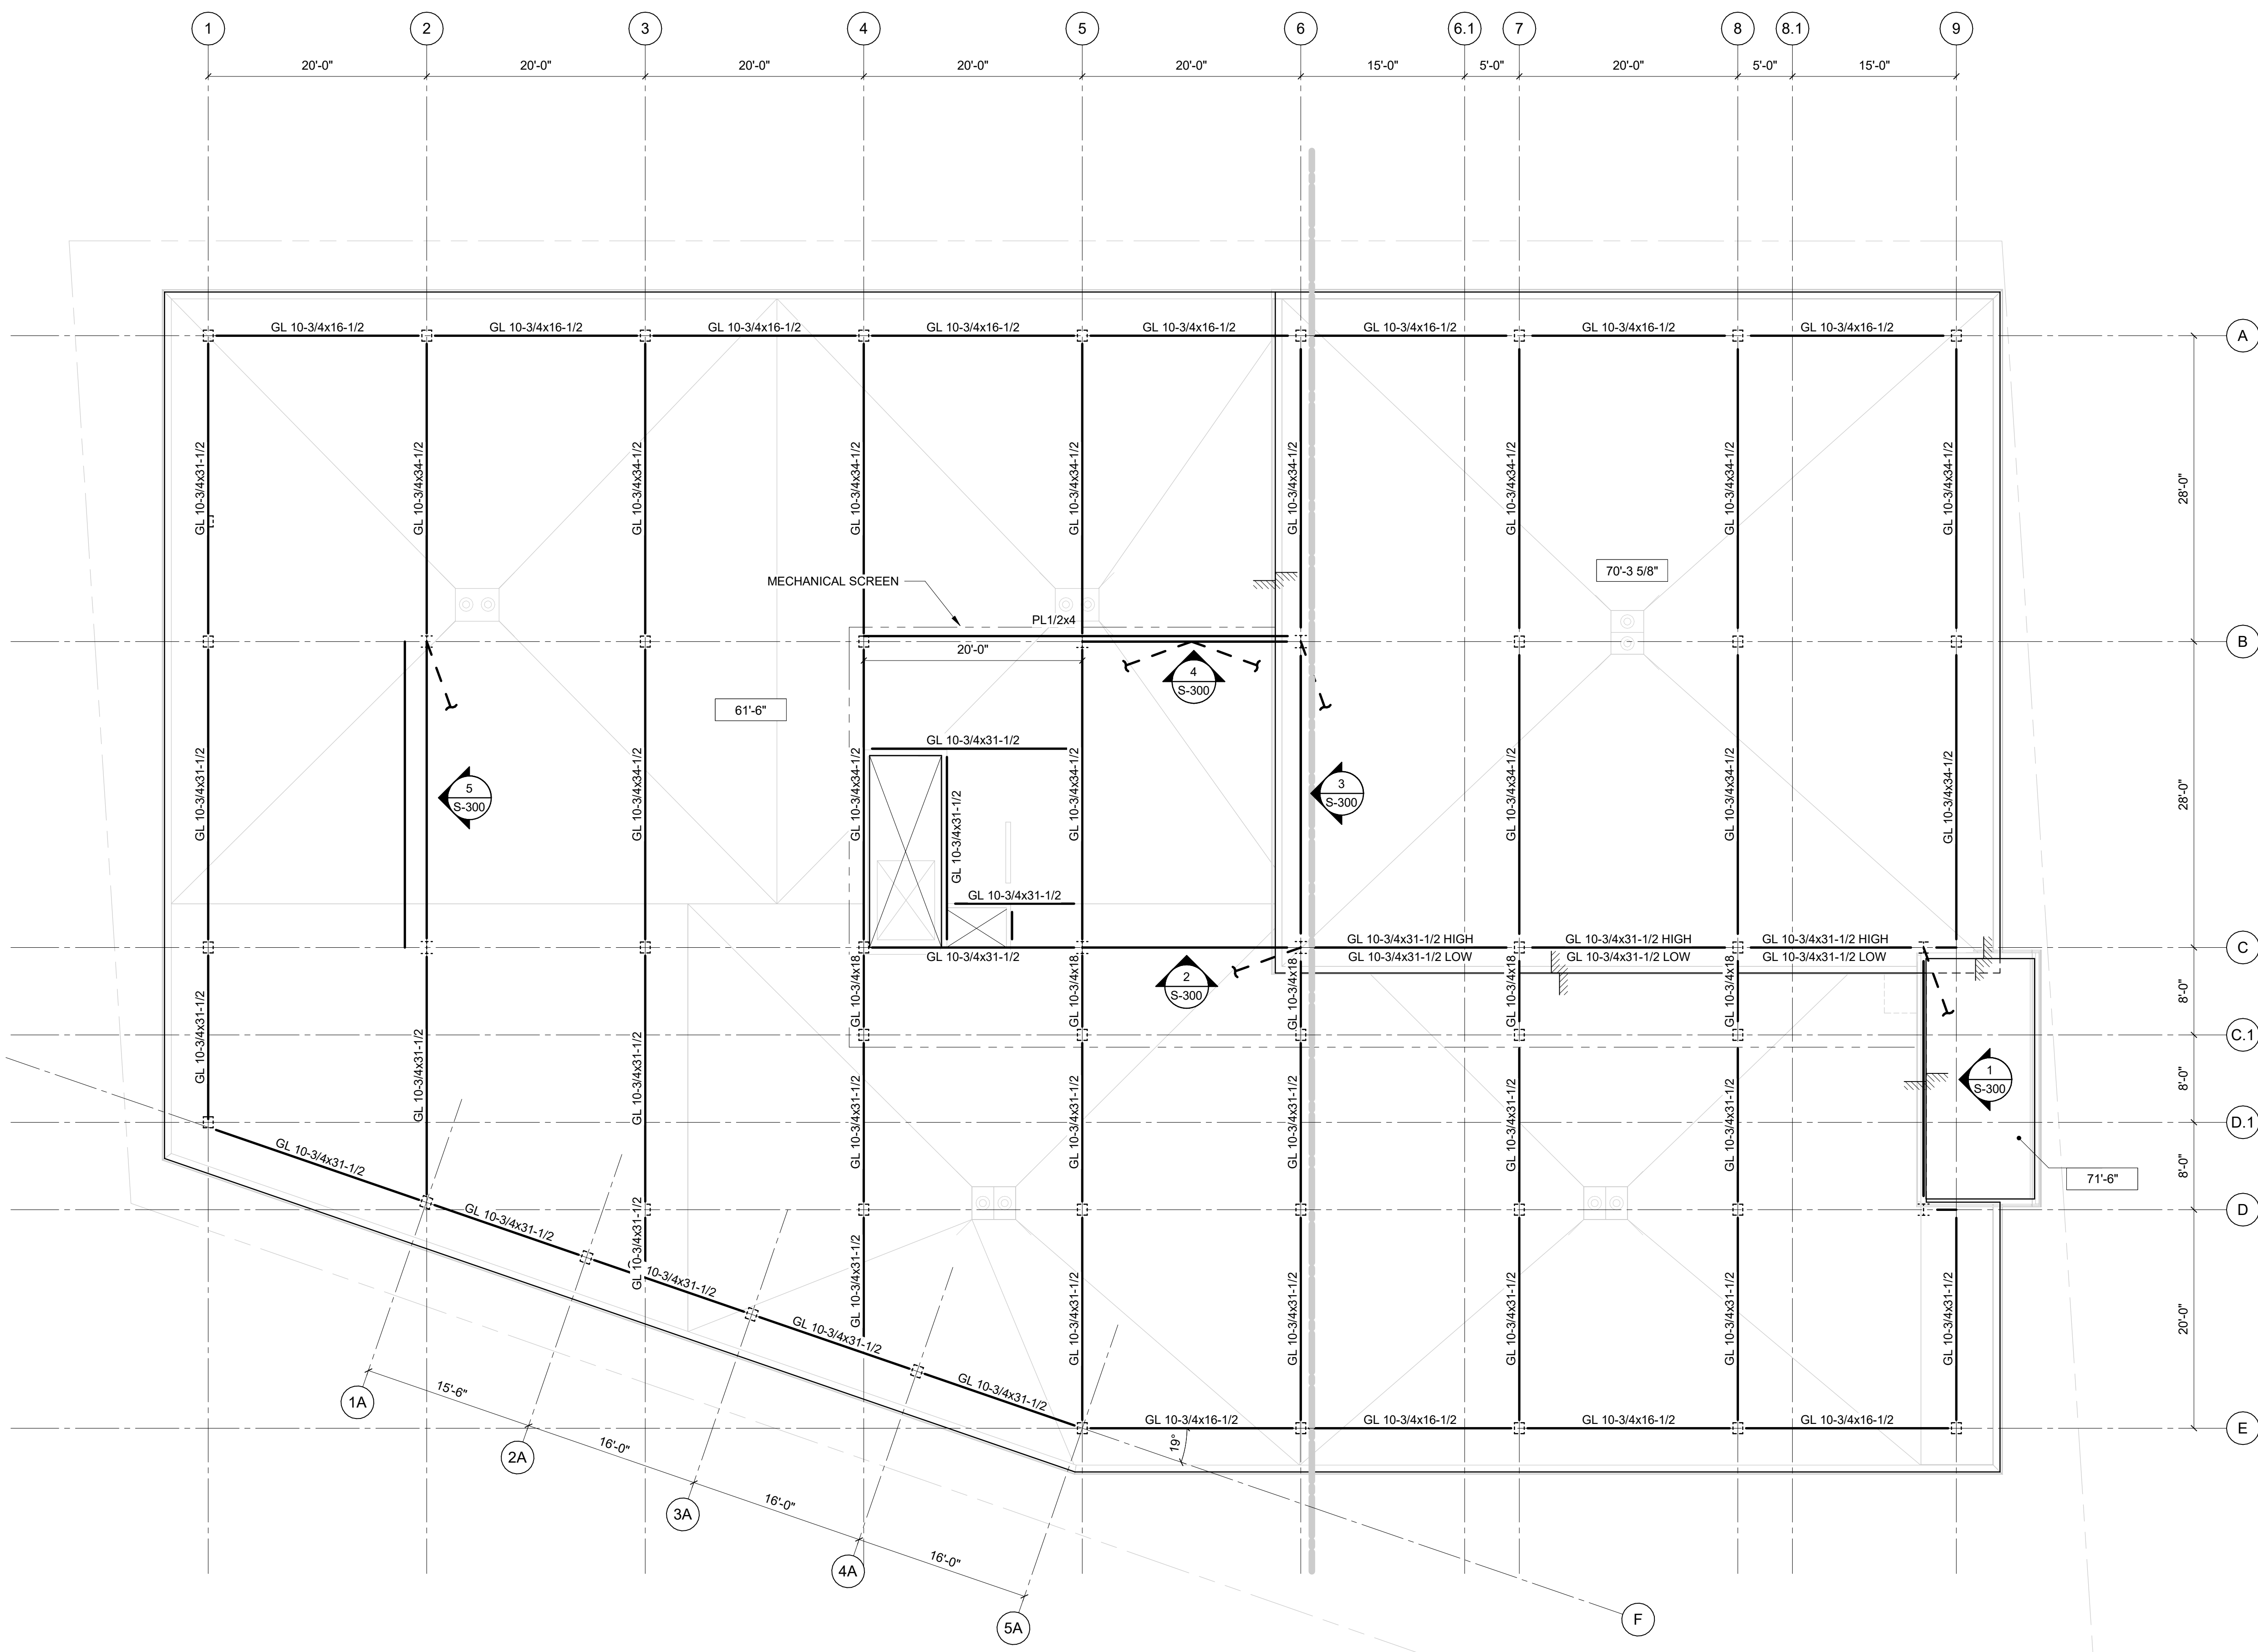 1 2 3 4 5 6 6.1 7 8 8.1 9
20'-0" 20'-0" 20'-0" 20'-0" 20'-0" 15'-0" 5'-0" 20'-0" 5'-0" 15'-0"
GL 10-3/4x16-1/2 GL 10-3/4x16-1/2 GL 10-3/4x16-1/2 GL 10-3/4x16-1/2 GL 10-3/4x16-1/2 GL 10-3/4x16-1/2 GL 10-3/4x16-1/2 GL 10-3/4x16-1/2
A
GL 10-3/4x31-1/2
GL 10-3/4x34-1/2
GL 10-3/4x34-1/2
GL 10-3/4x34-1/2
GL 10-3/4x34-1/2
GL 10-3/4x34-1/2
GL 10-3/4x34-1/2
GL 10-3/4x34-1/2
GL 10-3/4x34-1/2
28'-0"
70'-3 5/8"
MECHANICAL SCREEN
PL1/2x4
B
20'-0"
4
S-300
61'-6"
GL 10-3/4x31-1/2
GL 10-3/4x31-1/2
GL 10-3/4x34-1/2
GL 10-3/4x34-1/2
GL 10-3/4x34-1/2
GL 10-3/4x34-1/2
GL 10-3/4x34-1/2
GL 10-3/4x34-1/2
28'-0"
5
S-300
3
S-300
GL 10-3/4x31-1/2
GL 10-3/4x31-1/2
GL 10-3/4x31-1/2 HIGH GL 10-3/4x31-1/2 HIGH GL 10-3/4x31-1/2 HIGH
C
GL 10-3/4x31-1/2
GL 10-3/4x31-1/2 LOW GL 10-3/4x31-1/2 LOW GL 10-3/4x31-1/2 LOW
2
S-300
GL 10-3/4x18
GL 10-3/4x18
GL 10-3/4x18
GL 10-3/4x18
GL 10-3/4x18
8'-0"
GL 10-3/4x31-1/2
GL 10-3/4x31-1/2
GL 10-3/4x31-1/2
C.1
1
S-300
8'-0"
GL 10-3/4x31-1/2
GL 10-3/4x31-1/2
GL 10-3/4x31-1/2
GL 10-3/4x31-1/2
GL 10-3/4x31-1/2
D.1
8'-0"
71'-6"
D
GL 10-3/4x31-1/2
GL 10-3/4x31-1/2
10-3/4x31-1/2
GL 10-3/4x31-1/2
GL 10-3/4x31-1/2
GL 10-3/4x31-1/2
GL 10-3/4x31-1/2
GL 10-3/4x31-1/2
GL 10-3/4x31-1/2
GL 10-3/4x31-1/2
GL 10-3/4x31-1/2
GL 10-3/4x31-1/2
GL 10-3/4x31-1/2
20'-0"
GL 10-3/4x16-1/2 GL 10-3/4x16-1/2 GL 10-3/4x16-1/2 GL 10-3/4x16-1/2
E
19°
15'-6"
16'-0"
16'-0"
16'-0"
1A
2A
3A
4A
5A
F